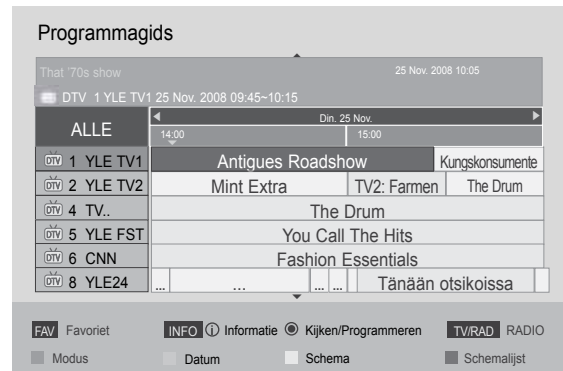 Programmagids
That '70s show
25 Nov. 2008 10:05
DTV 1 YLE TV1 25 Nov. 2008 09:45~10:15
ALLE
Din. 25 Nov.
14:00 15:00
DTV 1 YLE TV1 Antigues Roadshow Kungskonsumente
DTV 2 YLE TV2 Mint Extra TV2: Farmen The Drum
DTV 4 TV.. The Drum
DTV 5 YLE FST You Call The Hits
DTV 6 CNN Fashion Essentials
DTV 8 YLE24 ... ... ... ... Tänään otsikoissa
FAV Favoriet INFO i Informatie Kijken/Programmeren TV/RAD RADIO
Modus Datum Schema Schemalijst